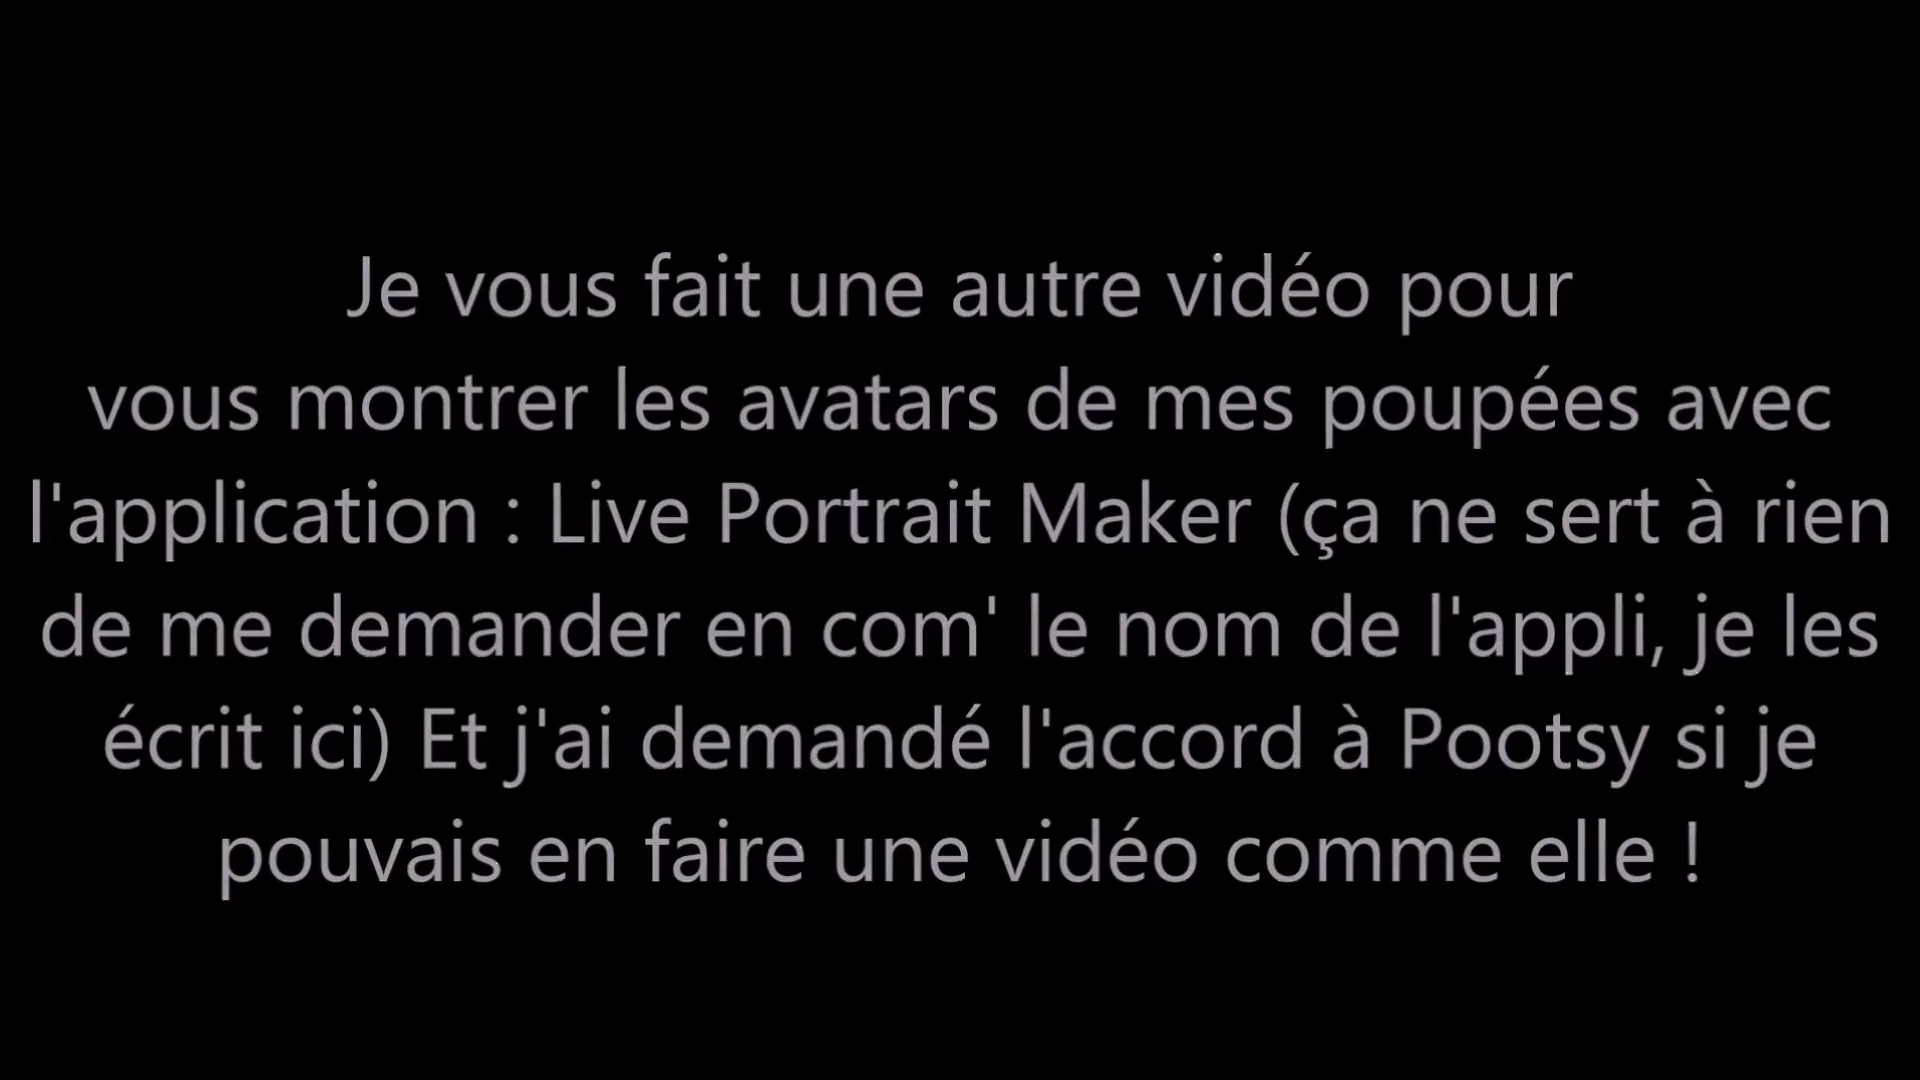 Je vous fait une autre vidéo pour
vous montrer les avatars de mes poupées avec
l'application : Live Portrait Maker (ça ne sert à rien
de me demander en com' le nom de l'appli, je les
écrit ici) Et j'ai demandé l'accord à Pootsy si je
pouvais en faire une vidéo comme elle !